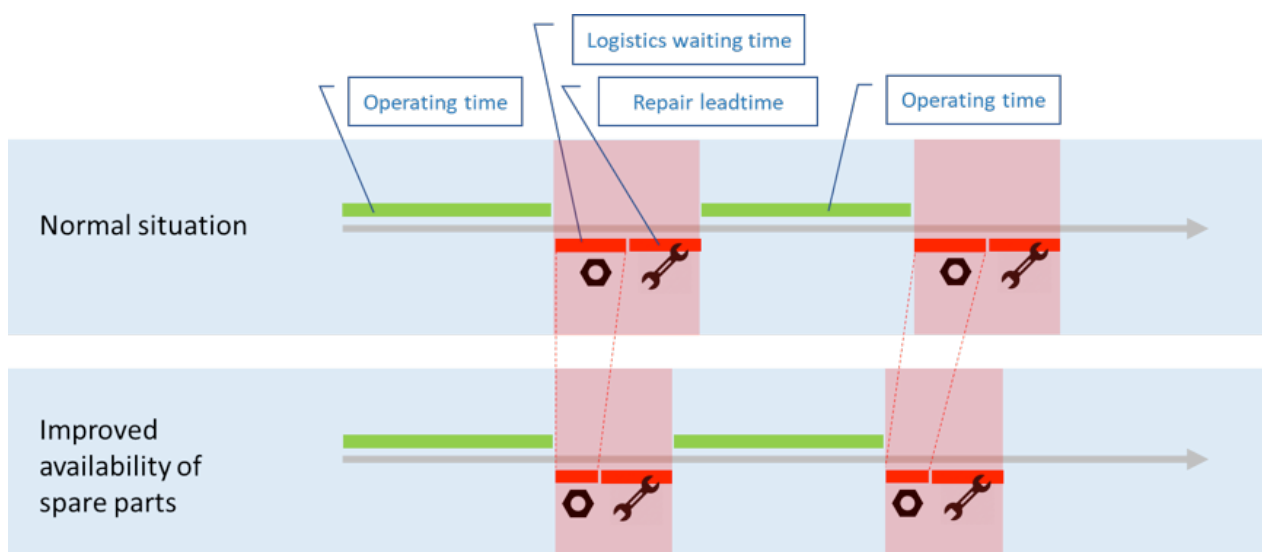 Logistics waiting time
Operating time
Repair leadtime
Operating time
Normal situation
Improved
availability of
spare parts